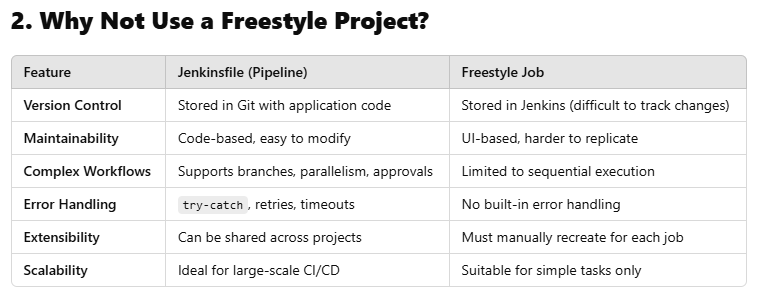 2. Why Not Use a Freestyle Project?
Feature Jenkinsfile (Pipeline) Freestyle Job
Version Control Stored in Git with application code Stored in Jenkins (difficult to track changes)
Maintainability Code-based, easy to modify UI-based, harder to replicate
Complex Workflows Supports branches, parallelism, approvals Limited to sequential execution
Error Handling try-catch, retries, timeouts No built-in error handling
Extensibility Can be shared across projects Must manually recreate for each job
Scalability Ideal for large-scale CI/CD Suitable for simple tasks only